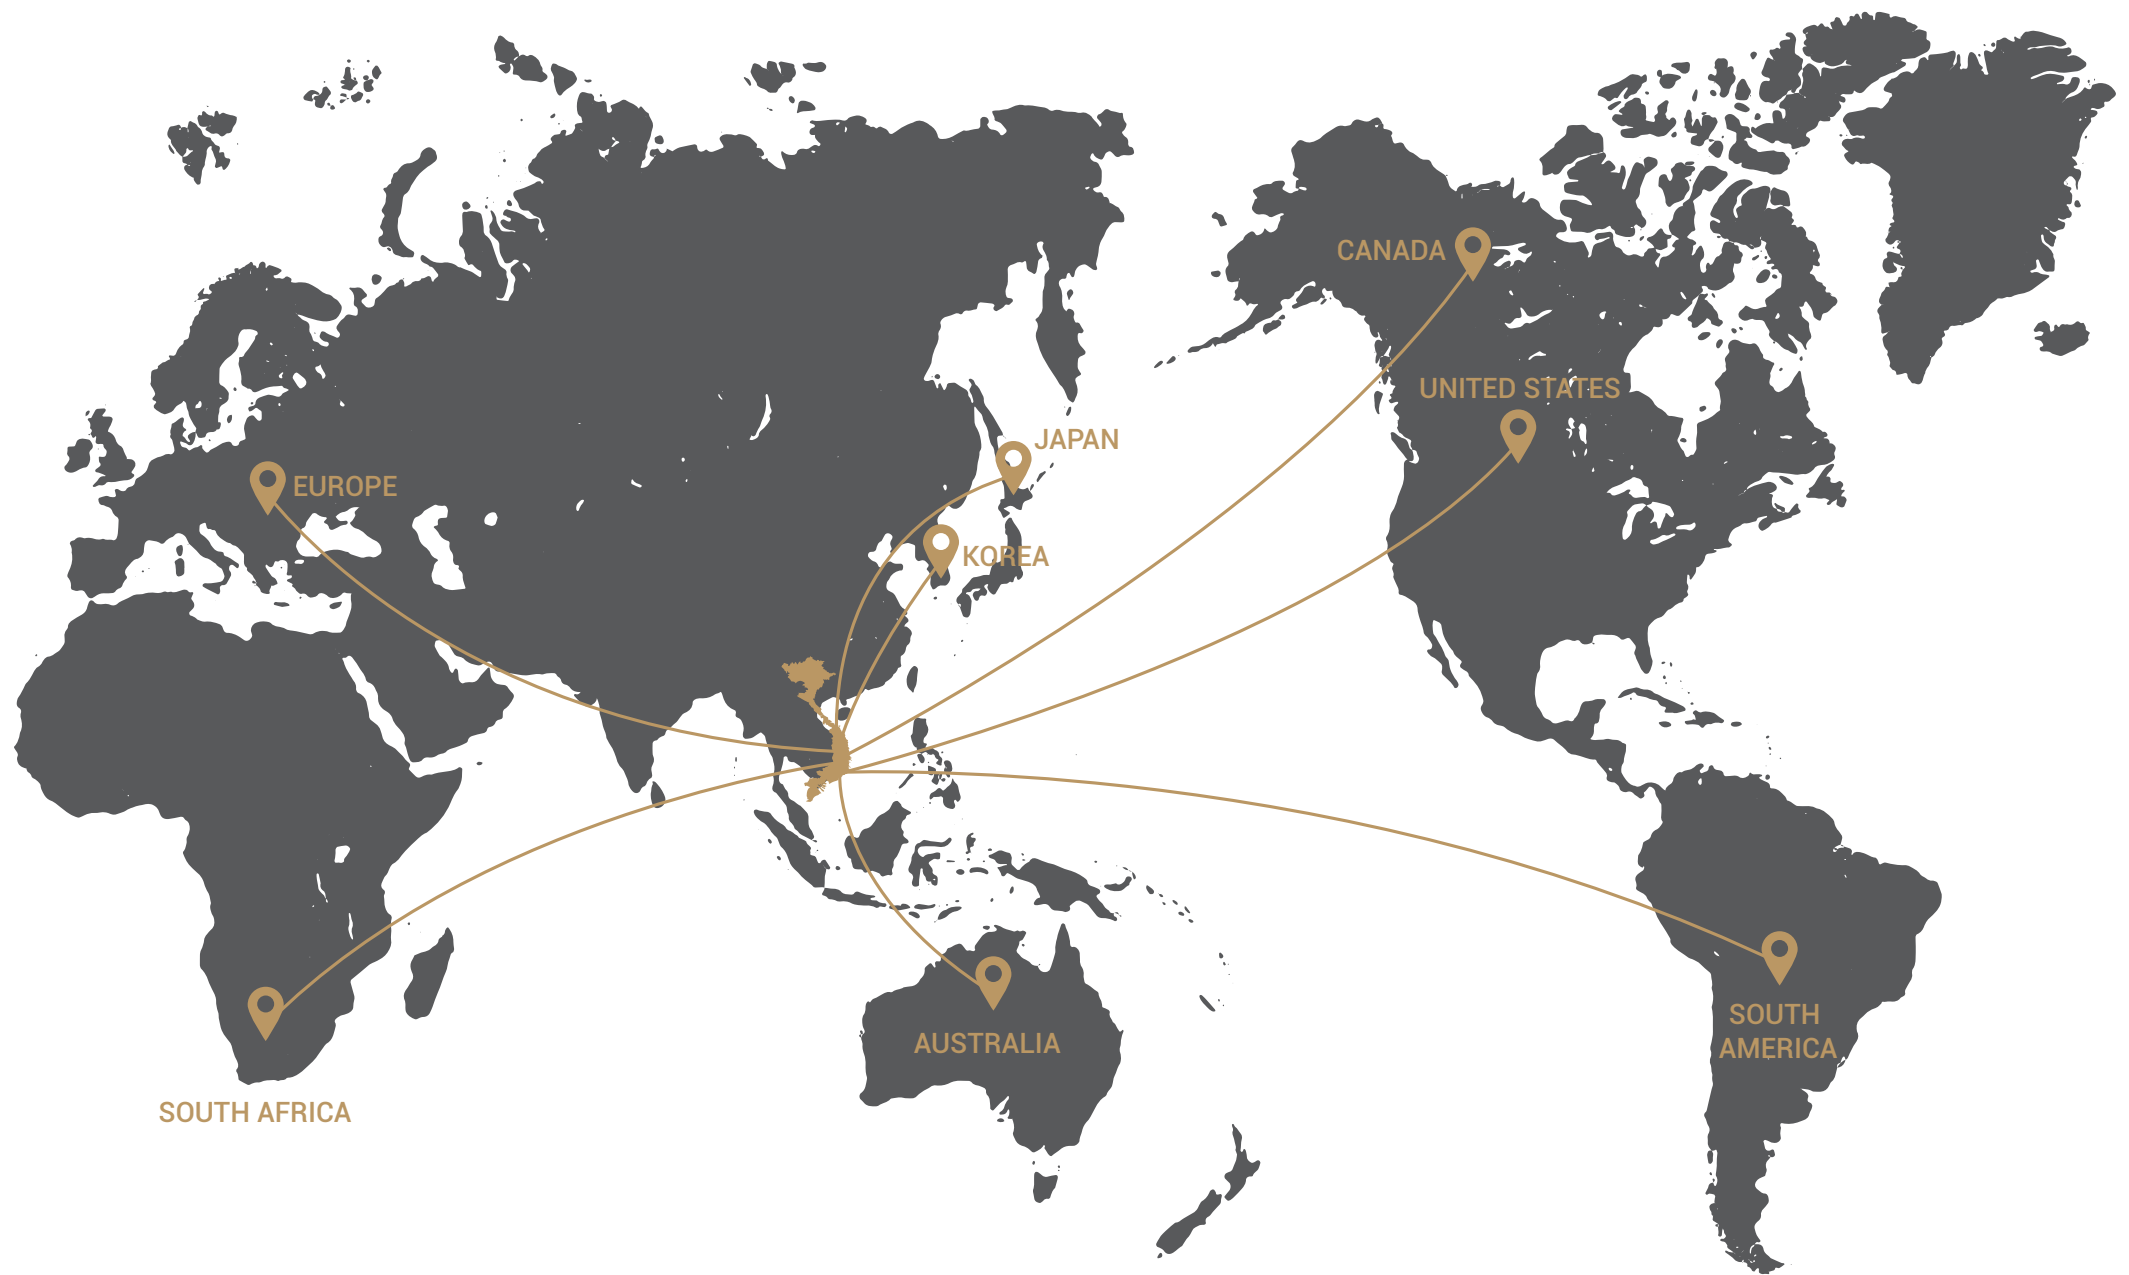 CANADA
UNITED STATES
JAPAN
EUROPE
KOREA
SOUTH
AMERICA
AUSTRALIA
SOUTH AFRICA